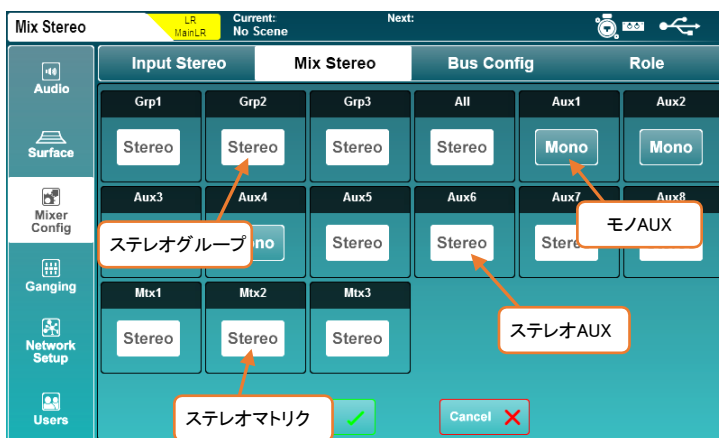 Mix Stereo
LR
MainLR
Current:
No Scene
Next:
Audio
Surface
Mixer
Config
Ganging
Network
Setup
Users
Input Stereo Mix Stereo Bus Config Role
Grp1 Grp2 Grp3 All Aux1 Aux2
Stereo Stereo Stereo Stereo Mono Mono
Aux3 Aux4 Aux5 Aux6 Aux7 Aux8
ステレオグループ no Stereo Stereo Stere
モノAUX
Mtx1 Mtx2 Mtx3
Stereo Stereo Stereo
ステレオAUX
ステレオマトリク
Cancel